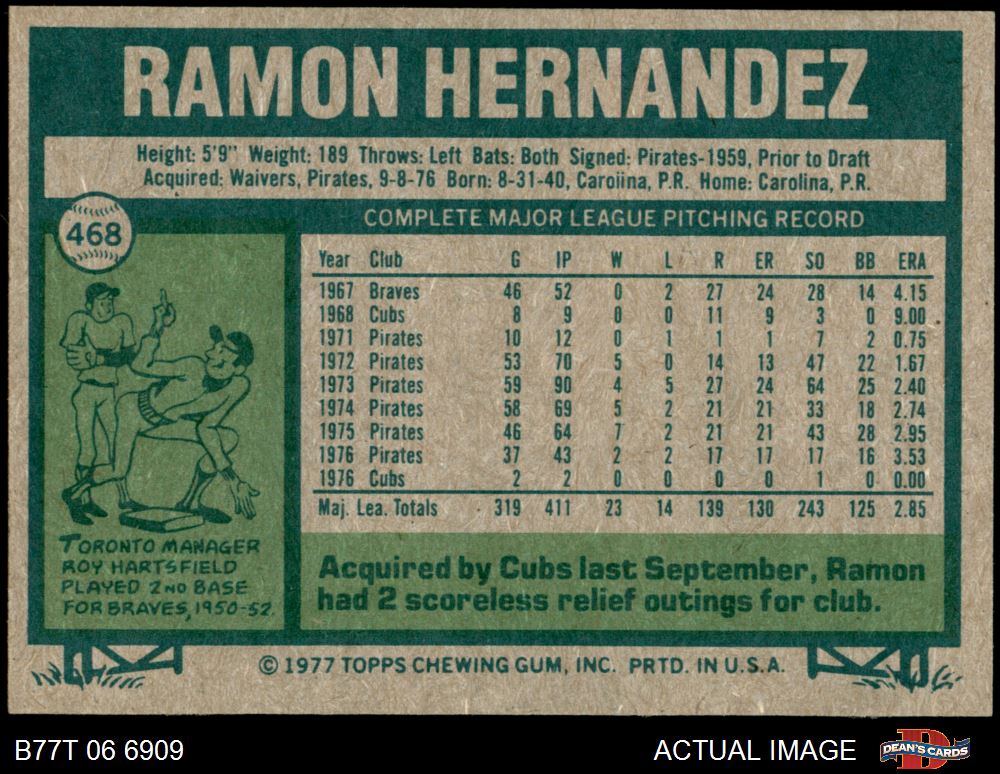 RAMON HERNANDEZ
Height: 5'9" Weight: 189 Throws: Left Bats: Both Signed: Pirates-1959, Prior to Draft
Acquired: Waivers, Pirates, 9-8-76 Born: 8-31-40, Carolina, P.R. Home: Carolina, P.R.
468
COMPLETE MAJOR LEAGUE PITCHING RECORD
Year Club G IP W L R ER SO BB ERA
1967 Braves 46 52 0 2 27 24 28 14 4.15
1968 Cubs 8 9 0 0 11 9 3 0 9.00
1971 Pirates 10 12 0 1 1 1 7 2 0.75
1972 Pirates 53 70 5 0 14 13 47 22 1.67
1973 Pirates 59 90 4 5 27 24 64 25 2.40
1974 Pirates 58 69 5 2 21 21 33 18 2.74
1975 Pirates 46 64 7 2 21 21 43 28 2.95
1976 Pirates 37 43 2 2 17 17 17 16 3.53
1976 Cubs 2 2 0 0 0 0 1 0 0.00
Maj. Lea. Totals 319 411 23 14 139 130 243 125 2.85
TORONTO MANAGER
ROY HARTSFIELD
PLAYED 2ND BASE
FOR BRAVES, 1950-52.
Acquired by Cubs last September, Ramon
had 2 scoreless relief outings for club.
© 1977 TOPPS CHEWING GUM, INC. PRTD. IN U.S.A.
B77T 06 6909
ACTUAL IMAGE
DEAN'S CARDS